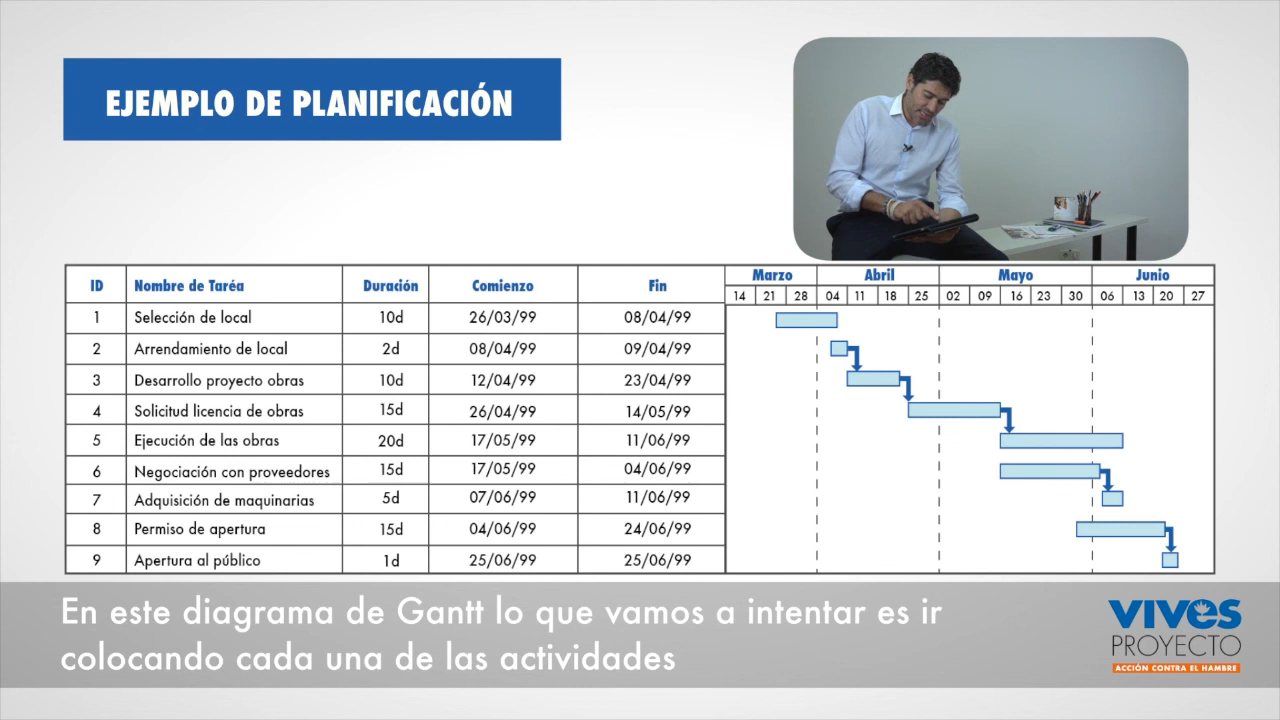 EJEMPLO DE PLANIFICACIÓN
ID Nombre de Taréa Duración Comienzo Fin Marzo Abril Mayo Junio
14 21 28 04 11 18 25 02 09 16 23 30 06 13 20 27
1 Selección de local 10d 26/03/99 08/04/99
2 Arrendamiento de local 2d 08/04/99 09/04/99
3 Desarrollo proyecto obras 10d 12/04/99 23/04/99
4 Solicitud licencia de obras 15d 26/04/99 14/05/99
5 Ejecución de las obras 20d 17/05/99 11/06/99
6 Negociación con proveedores 15d 17/05/99 04/06/99
7 Adquisición de maquinarias 5d 07/06/99 11/06/99
8 Permiso de apertura 15d 04/06/99 24/06/99
9 Apertura al público 1d 25/06/99 25/06/99
En este diagrama de Gantt lo que vamos a intentar es ir
colocando cada una de las actividades
VIVES
PROYECTO
ACCIÓN CONTRA EL HAMBRE